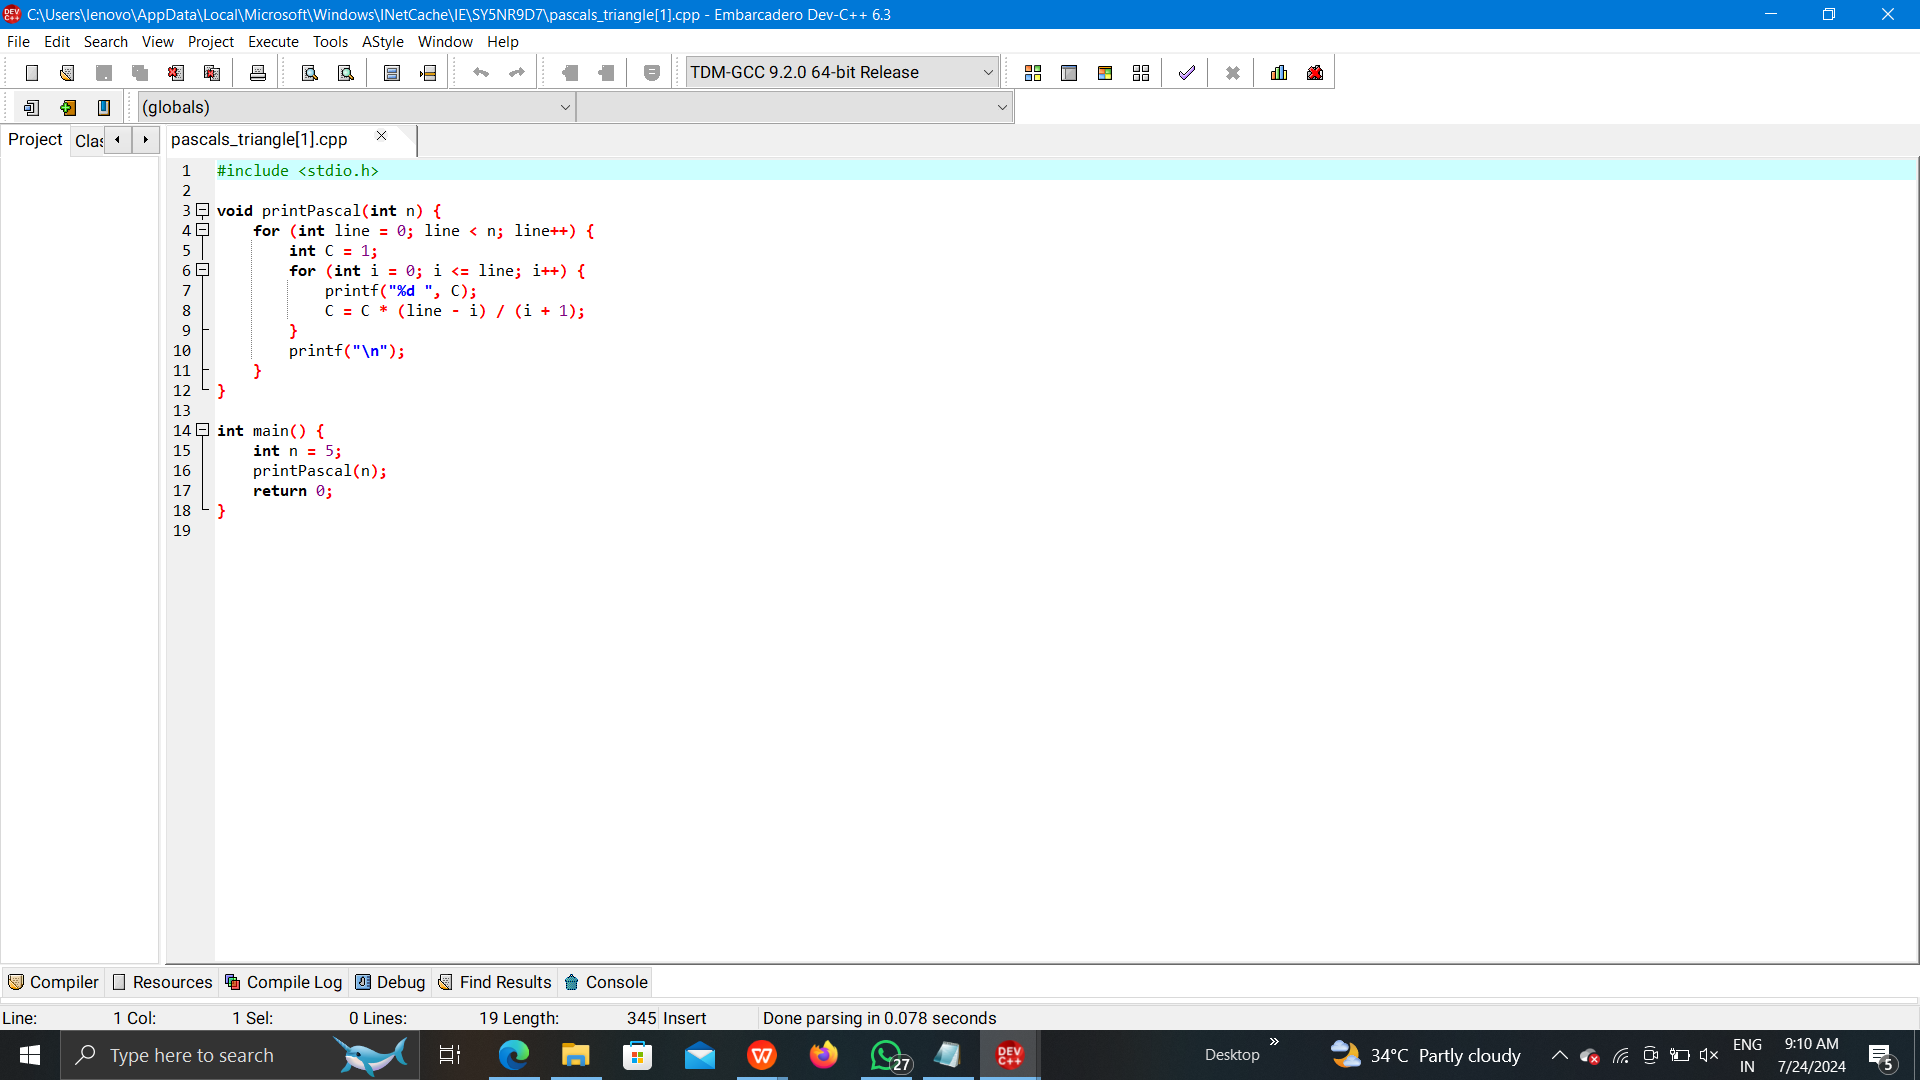 C:\Users\lenovo\AppData\Local\Microsoft\Windows\INetCache\IE\SY5NR9D7\pascals_triangle[1].cpp - Embarcadero Dev-C++ 6.3
File Edit Search View Project Execute Tools AStyle Window Help
TDM-GCC 9.2.0 64-bit Release
(globals)
Project Clas
pascals_triangle[1].cpp
1 #include <stdio.h>
2
3 void printPascal(int n) {
4     for (int line = 0; line < n; line++) {
5         int C = 1;
6         for (int i = 0; i <= line; i++) {
7             printf("%d ", C);
8             C = C * (line - i) / (i + 1);
9         }
10         printf("\n");
11     }
12 }
13
14 int main() {
15     int n = 5;
16     printPascal(n);
17     return 0;
18 }
19
Compiler Resources Compile Log Debug Find Results Console
Line: 1 Col: 1 Sel: 0 Lines: 19 Length: 345 Insert Done parsing in 0.078 seconds
Type here to search
27
DEV C++
Desktop
34°C Partly cloudy
ENG
IN
9:10 AM
7/24/2024
5